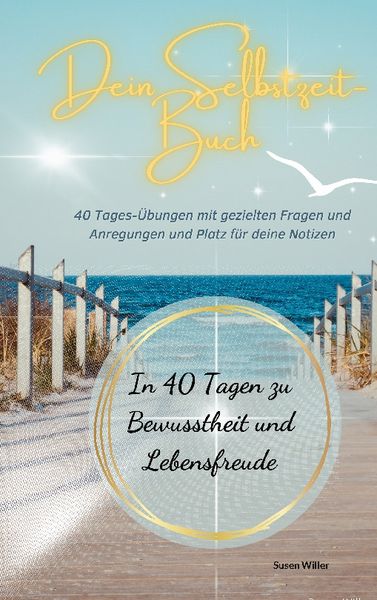 Dein Selbstzeit-
Buch
40 Tages-Übungen mit gezielten Fragen und
Anregungen und Platz für deine Notizen
In 40 Tagen zu
Bewusstheit und
Lebensfreude
Susen Willer